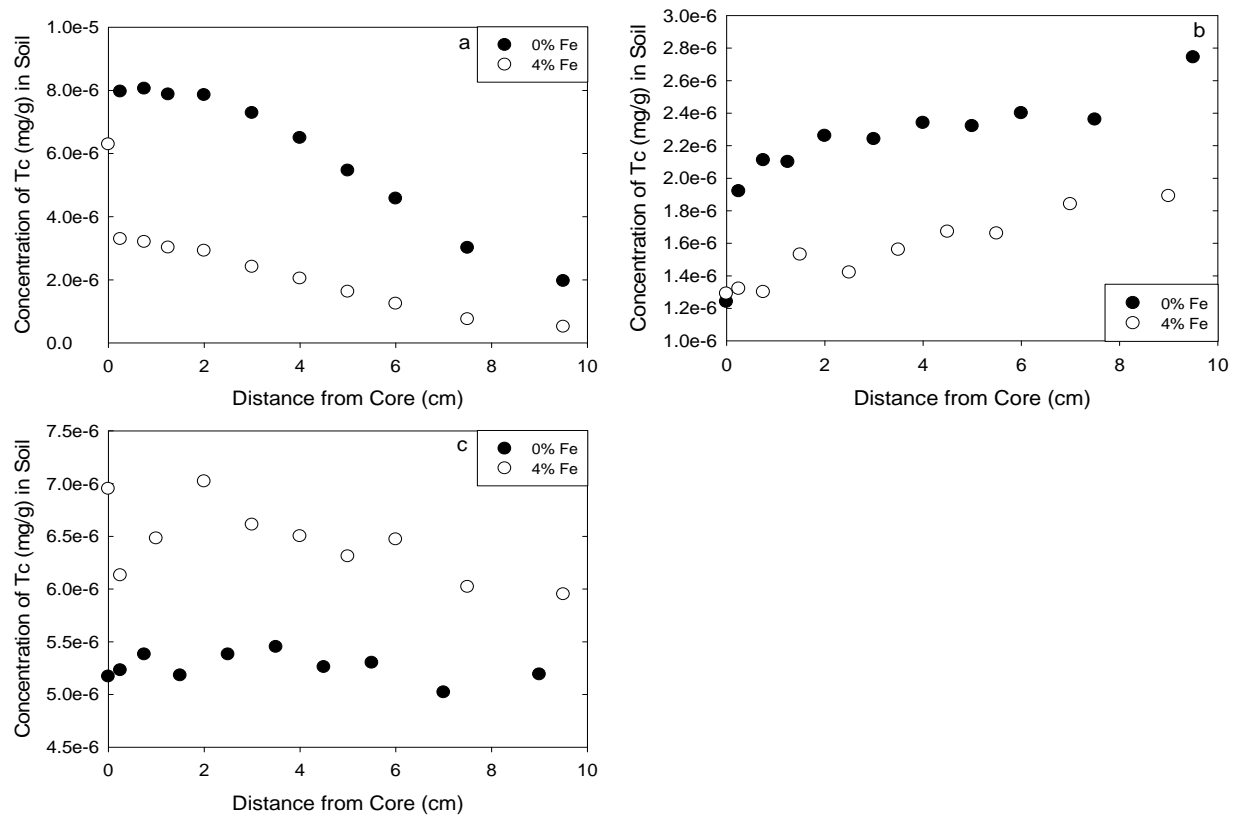 a
0% Fe
4% Fe
Concentration of Tc (mg/g) in Soil
1.0e-5
8.0e-6
6.0e-6
4.0e-6
2.0e-6
0.0
0 2 4 6 8 10
Distance from Core (cm)
b
Concentration of Tc (mg/g) in Soil
3.0e-6
2.8e-6
2.6e-6
2.4e-6
2.2e-6
2.0e-6
1.8e-6
1.6e-6
1.4e-6
1.2e-6
1.0e-6
0% Fe
4% Fe
0 2 4 6 8 10
Distance from Core (cm)
c
0% Fe
4% Fe
Concentration of Tc (mg/g) in Soil
7.5e-6
7.0e-6
6.5e-6
6.0e-6
5.5e-6
5.0e-6
4.5e-6
0 2 4 6 8 10
Distance from Core (cm)